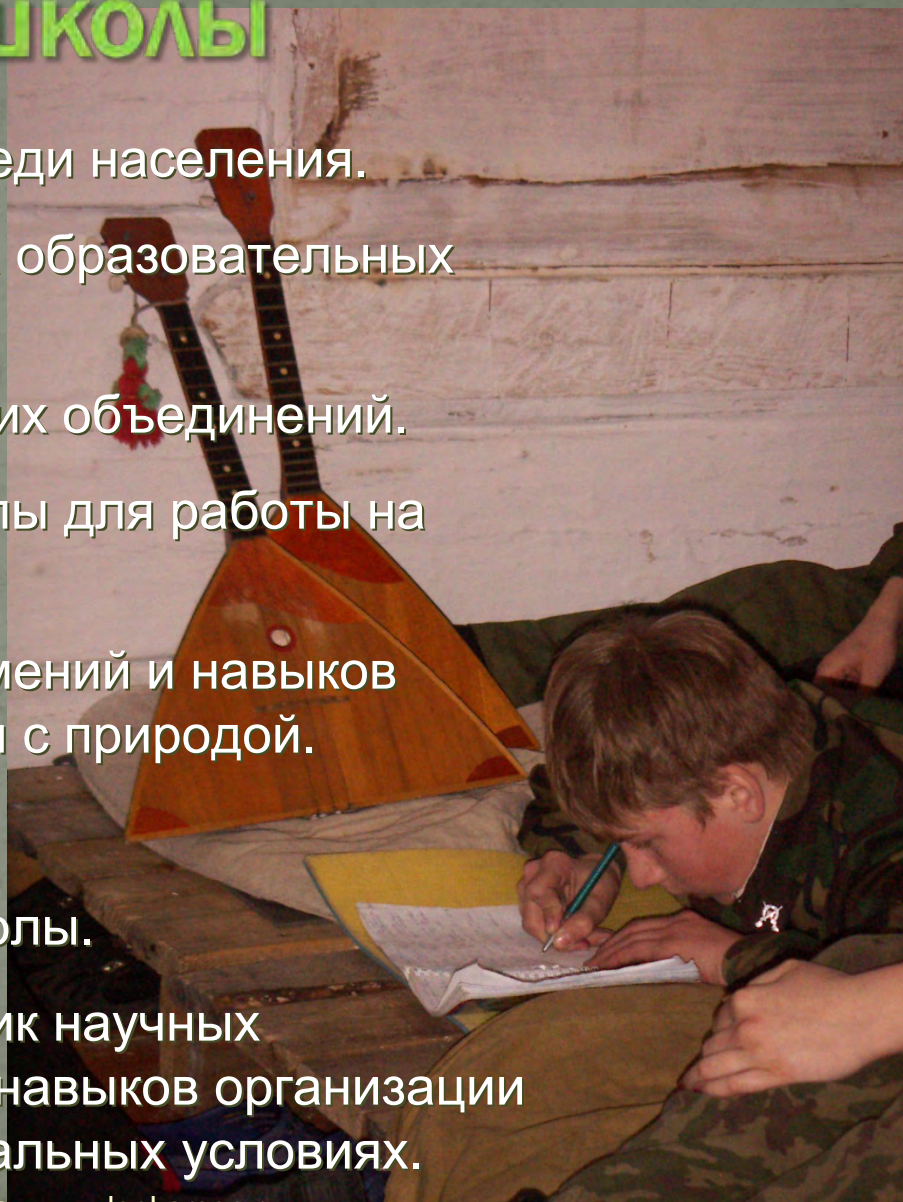 школы
еди населения.
образовательных
их объединений.
лы для работы на
мений и навыков
с природой.
олы.
ик научных
навыков организации
альных условиях.